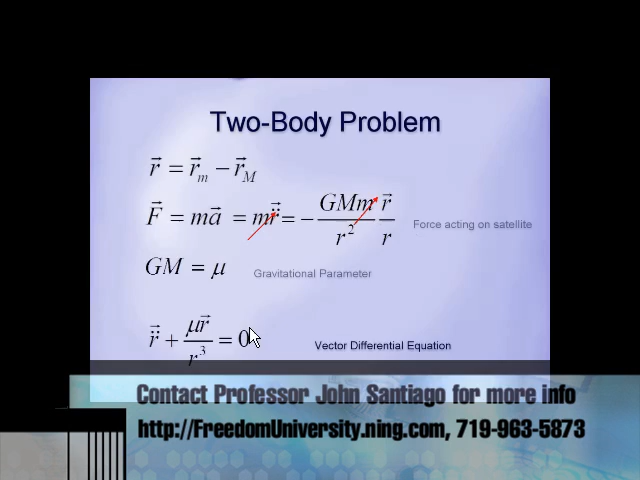 Two-Body Problem
r⃗ = r⃗ₘ − r⃗_M
F⃗ = ma⃗ = mr̈⃗ = − GMm/r² r⃗/r Force acting on satellite
GM = μ Gravitational Parameter
r̈⃗ + μr⃗/r³ = 0 Vector Differential Equation
Contact Professor John Santiago for more info
http://FreedomUniversity.ning.com, 719-963-5873